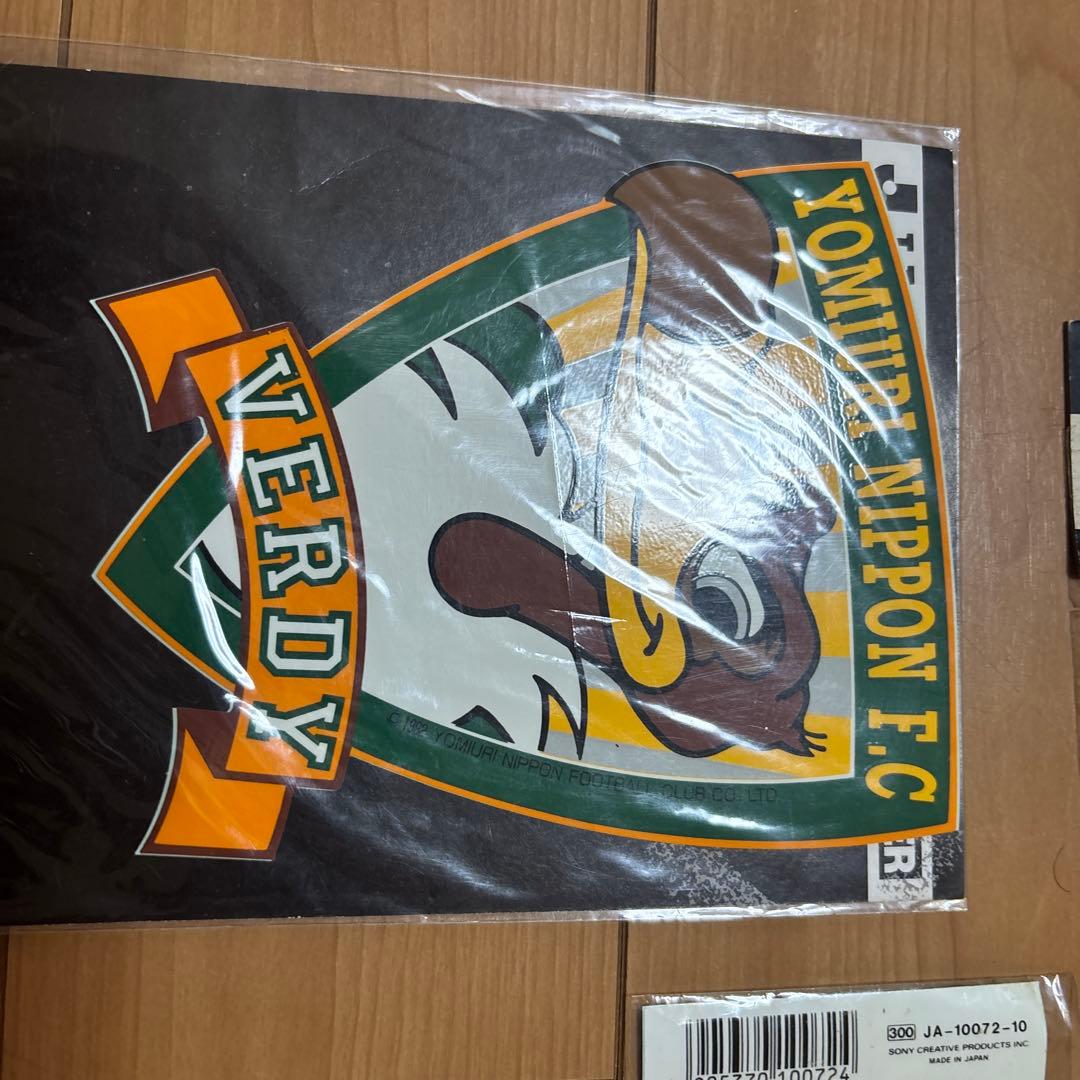 YOMIURI NIPPON F.C
VERDY
© 1992 YOMIURI NIPPON FOOTBALL CLUB CO. LTD.
300 JA-10072-10
SONY CREATIVE PRODUCTS INC.
MADE IN JAPAN